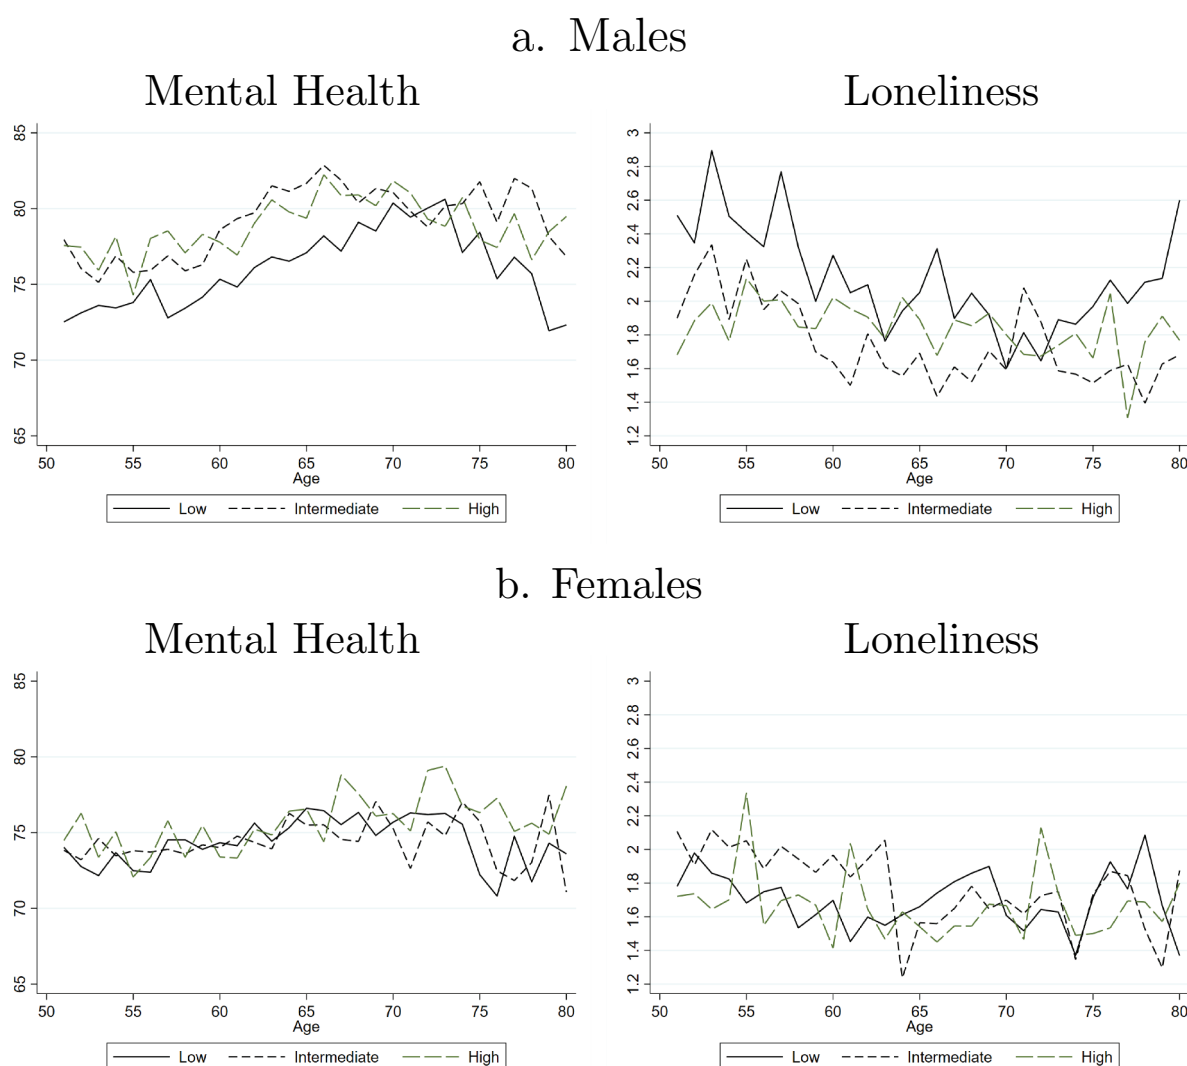 a. Males
Mental Health
Loneliness
85
80
75
70
65
50 55 60 65 70 75 80
Age
Low Intermediate High
3
2.8
2.6
2.4
2.2
2
1.8
1.6
1.4
1.2
50 55 60 65 70 75 80
Age
Low Intermediate High
b. Females
Mental Health
Loneliness
85
80
75
70
65
50 55 60 65 70 75 80
Age
Low Intermediate High
3
2.8
2.6
2.4
2.2
2
1.8
1.6
1.4
1.2
50 55 60 65 70 75 80
Age
Low Intermediate High